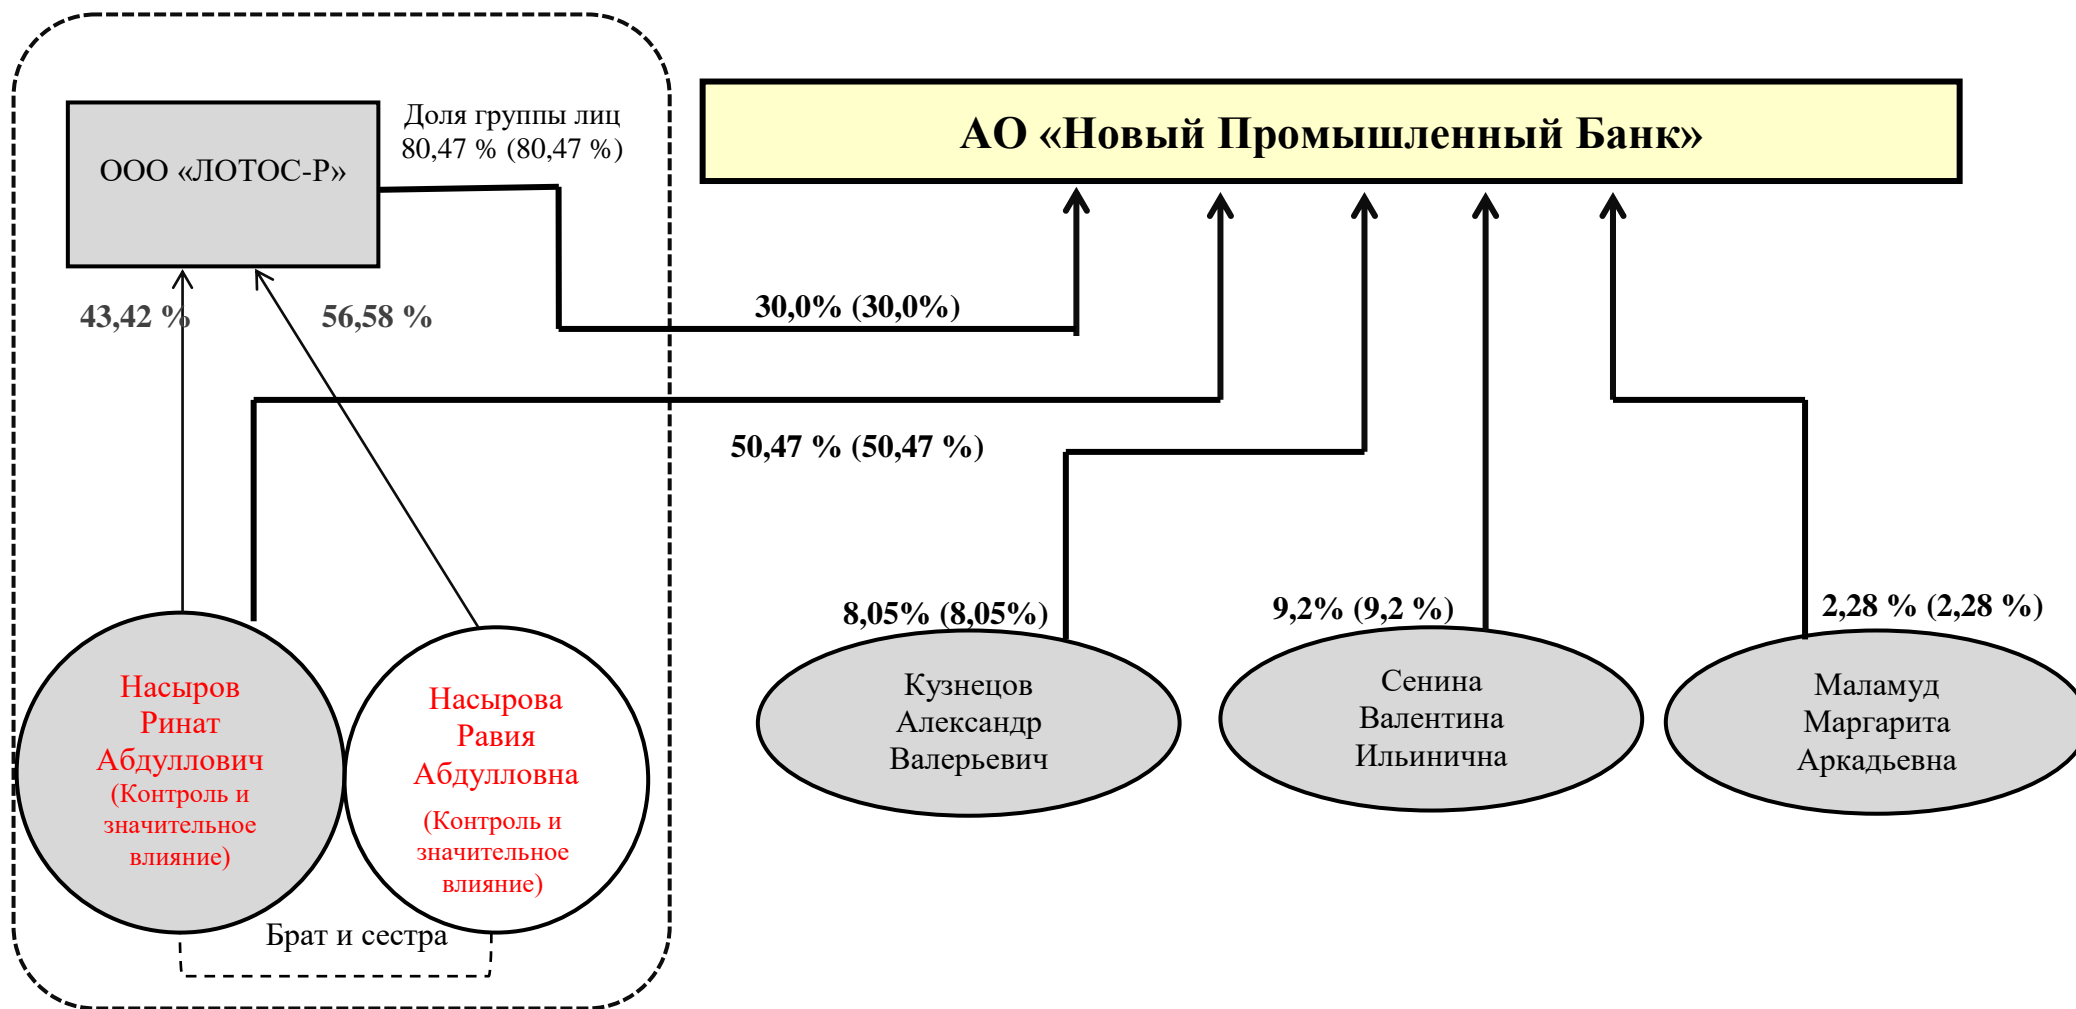 Доля группы лиц
80,47 % (80,47 %)
АО «Новый Промышленный Банк»
ООО «ЛОТОС-Р»
43,42 %
56,58 %
30,0% (30,0%)
50,47 % (50,47 %)
8,05% (8,05%)
9,2% (9,2 %)
2,28 % (2,28 %)
Насыров
Ринат
Абдуллович
(Контроль и
значительное
влияние)
Насырова
Равия
Абдулловна
(Контроль и
значительное
влияние)
Кузнецов
Александр
Валерьевич
Сенина
Валентина
Ильинична
Маламуд
Маргарита
Аркадьевна
Брат и сестра